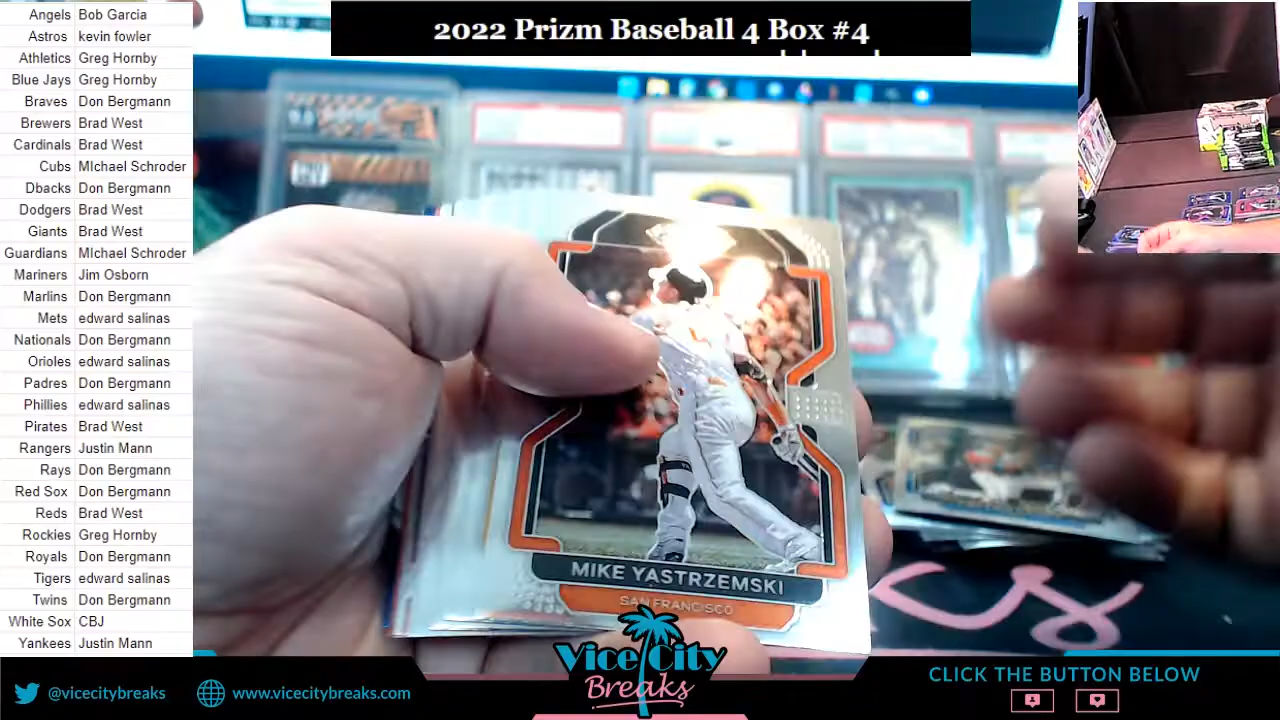 2022 Prizm Baseball 4 Box #4
Angels Bob Garcia
Astros kevin fowler
Athletics Greg Hornby
Blue Jays Greg Hornby
Braves Don Bergmann
Brewers Brad West
Cardinals Brad West
Cubs MIchael Schroder
Dbacks Don Bergmann
Dodgers Brad West
Giants Brad West
Guardians MIchael Schroder
Mariners Jim Osborn
Marlins Don Bergmann
Mets edward salinas
Nationals Don Bergmann
Orioles edward salinas
Padres Don Bergmann
Phillies edward salinas
Pirates Brad West
Rangers Justin Mann
Rays Don Bergmann
Red Sox Don Bergmann
Reds Brad West
Rockies Greg Hornby
Royals Don Bergmann
Tigers edward salinas
Twins Don Bergmann
White Sox CBJ
Yankees Justin Mann
MIKE YASTRZEMSKI
SAN FRANCISCO
Vice City
Breaks
@vicecitybreaks
www.vicecitybreaks.com
CLICK THE BUTTON BELOW